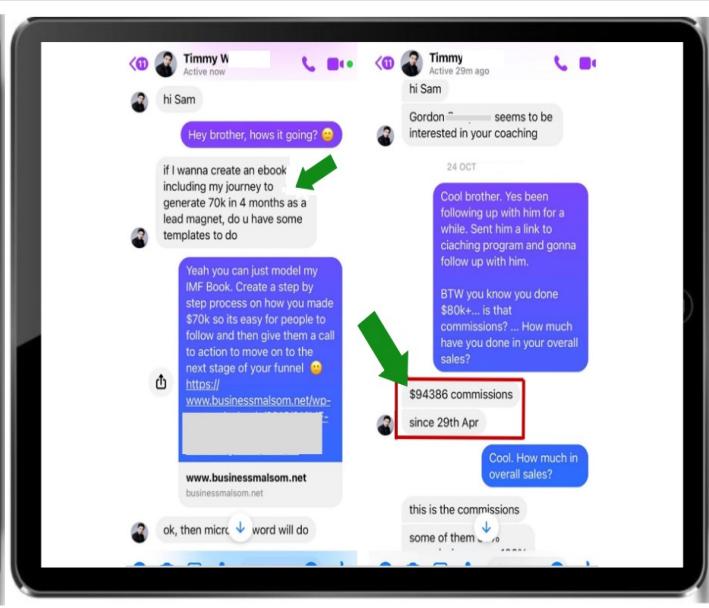 11
Timmy W
Active now
hi Sam
Hey brother, hows it going? 🙂
if I wanna create an ebook
including my journey to
generate 70k in 4 months as a
lead magnet, do u have some
templates to do
Yeah you can just model my
IMF Book. Create a step by
step process on how you made
$70k so its easy for people to
follow and then give them a call
to action to move on to the
next stage of your funnel 🙂
https://
www.businessmalsom.net/wp-
www.businessmalsom.net
businessmalsom.net
ok, then micro word will do
11
Timmy
Active 29m ago
hi Sam
Gordon seems to be
interested in your coaching
24 OCT
Cool brother. Yes been
following up with him for a
while. Sent him a link to
ciaching program and gonna
follow up with him.
BTW you know you done
$80k+... is that
commissions? ... How much
have you done in your overall
sales?
$94386 commissions
since 29th Apr
Cool. How much in
overall sales?
this is the commissions
some of them